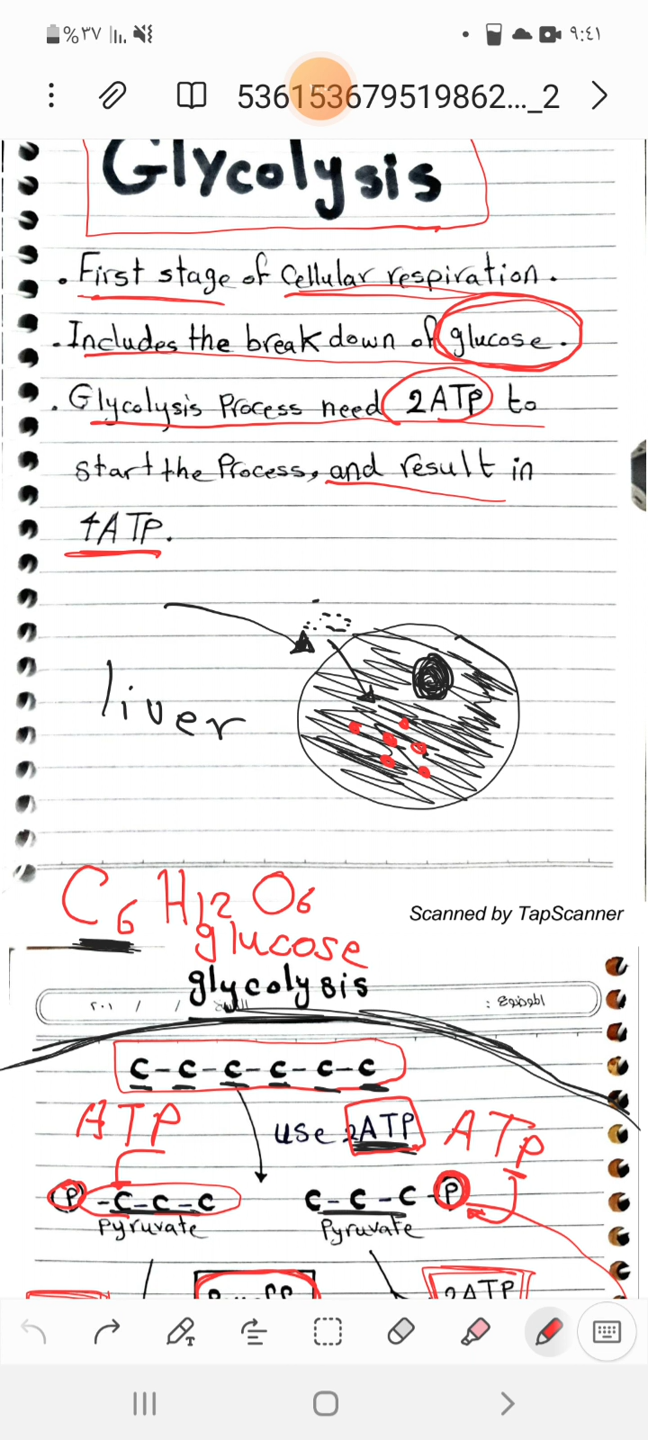 %٣٧
٩:٤١
536153679519862..._2
Glycolysis
. First stage of cellular respiration.
. Includes the break down of glucose.
. Glycolysis Process need 2ATP to
start the Process, and result in
4ATP.
liver
C6 H12 O6
glucose
Scanned by TapScanner
glycolysis
٢٠١ / /
الموضوع :
C-C-C-C-C-C
ATP
use 2ATP
ATP
P -C-C-C
C-C-C-P
Pyruvate
Pyruvate
2ATP